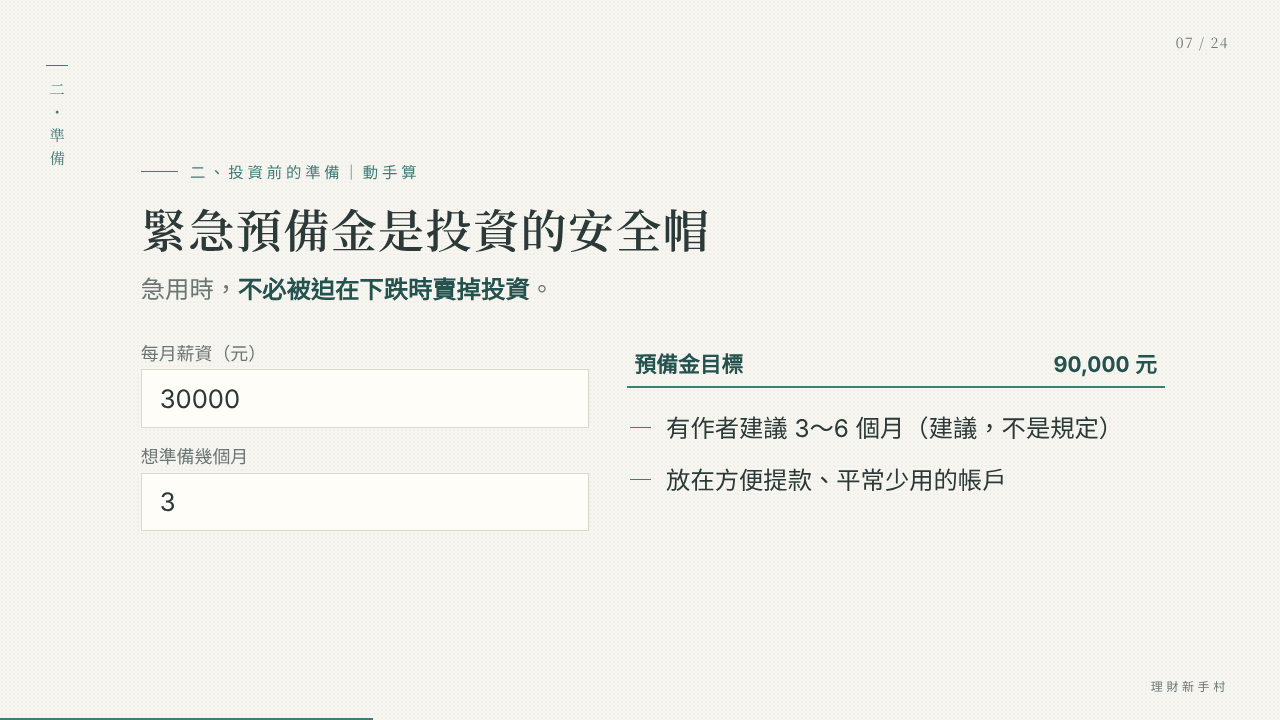 07 / 24
二・準備
二、投資前的準備｜動手算
緊急預備金是投資的安全帽
急用時，不必被迫在下跌時賣掉投資。
每月薪資（元）
30000
想準備幾個月
3
預備金目標 90,000 元
— 有作者建議 3～6 個月（建議，不是規定）
— 放在方便提款、平常少用的帳戶
理財新手村